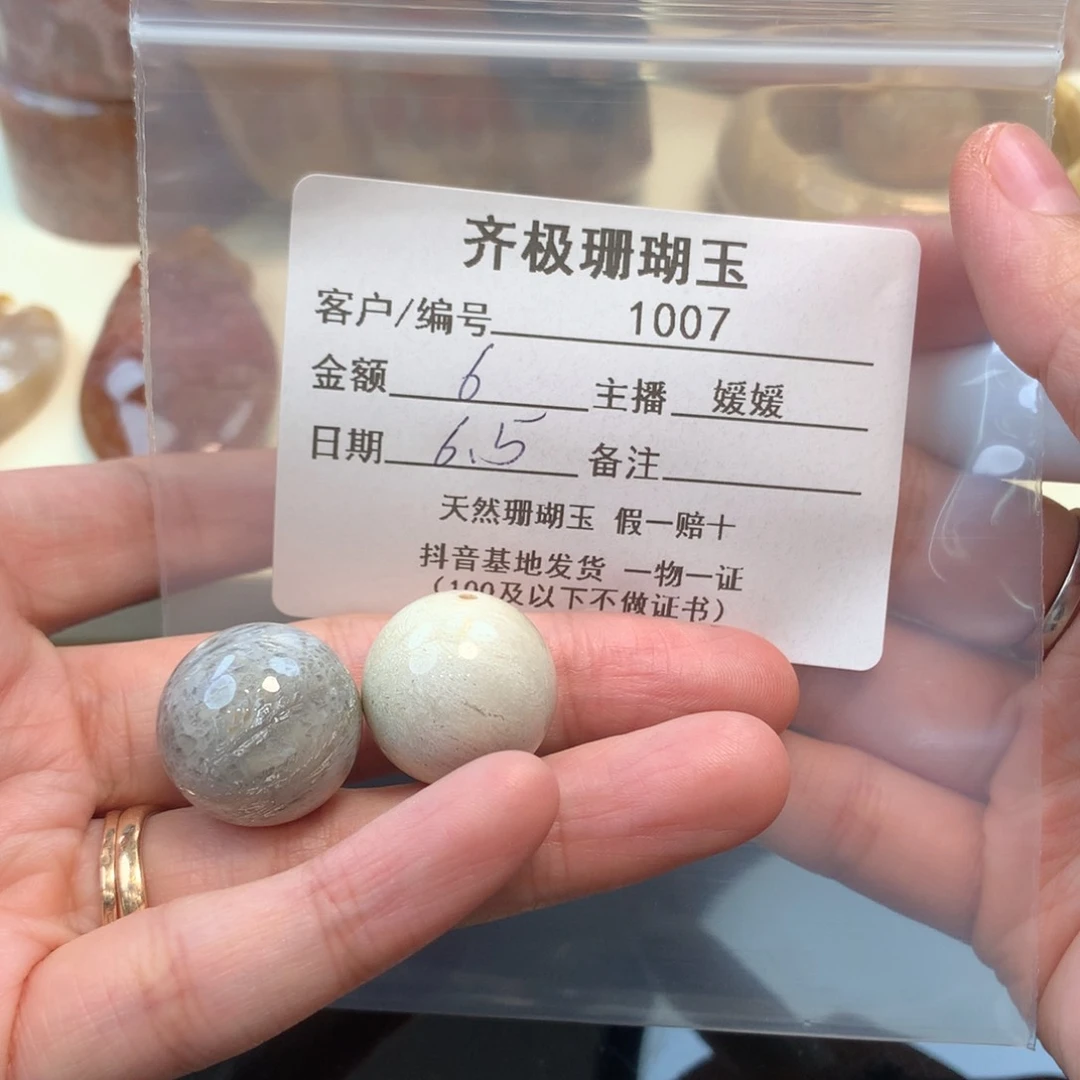 齐极珊瑚玉
客户/编号 1007
金额 6 主播 媛媛
日期 6.5 备注
天然珊瑚玉 假一赔十
抖音基地发货 一物一证
(100及以下不做证书)